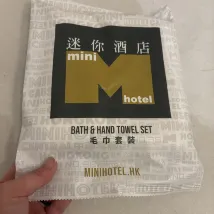 迷你酒店
mini
hotel
BATH & HAND TOWEL SET
毛巾套裝
MINIHOTEL.HK